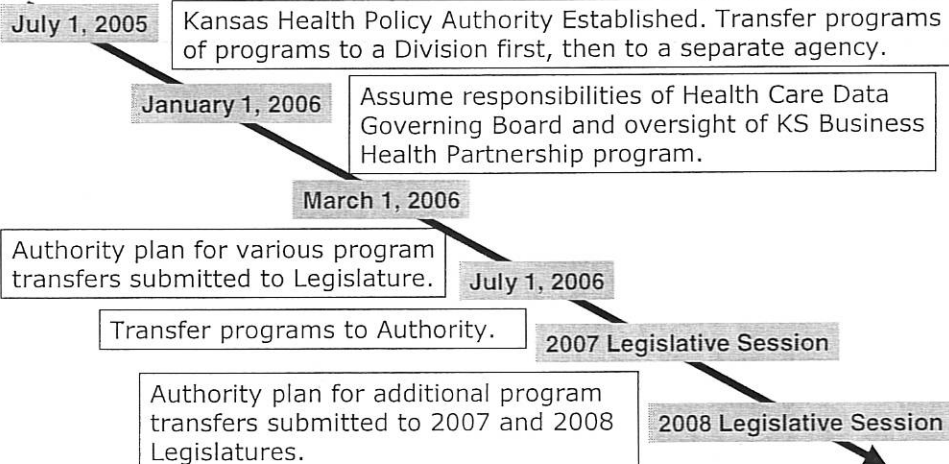 July 1, 2005
Kansas Health Policy Authority Established. Transfer programs
of programs to a Division first, then to a separate agency.
January 1, 2006
Assume responsibilities of Health Care Data
Governing Board and oversight of KS Business
Health Partnership program.
March 1, 2006
Authority plan for various program
transfers submitted to Legislature.
July 1, 2006
Transfer programs to Authority.
2007 Legislative Session
Authority plan for additional program
transfers submitted to 2007 and 2008
Legislatures.
2008 Legislative Session